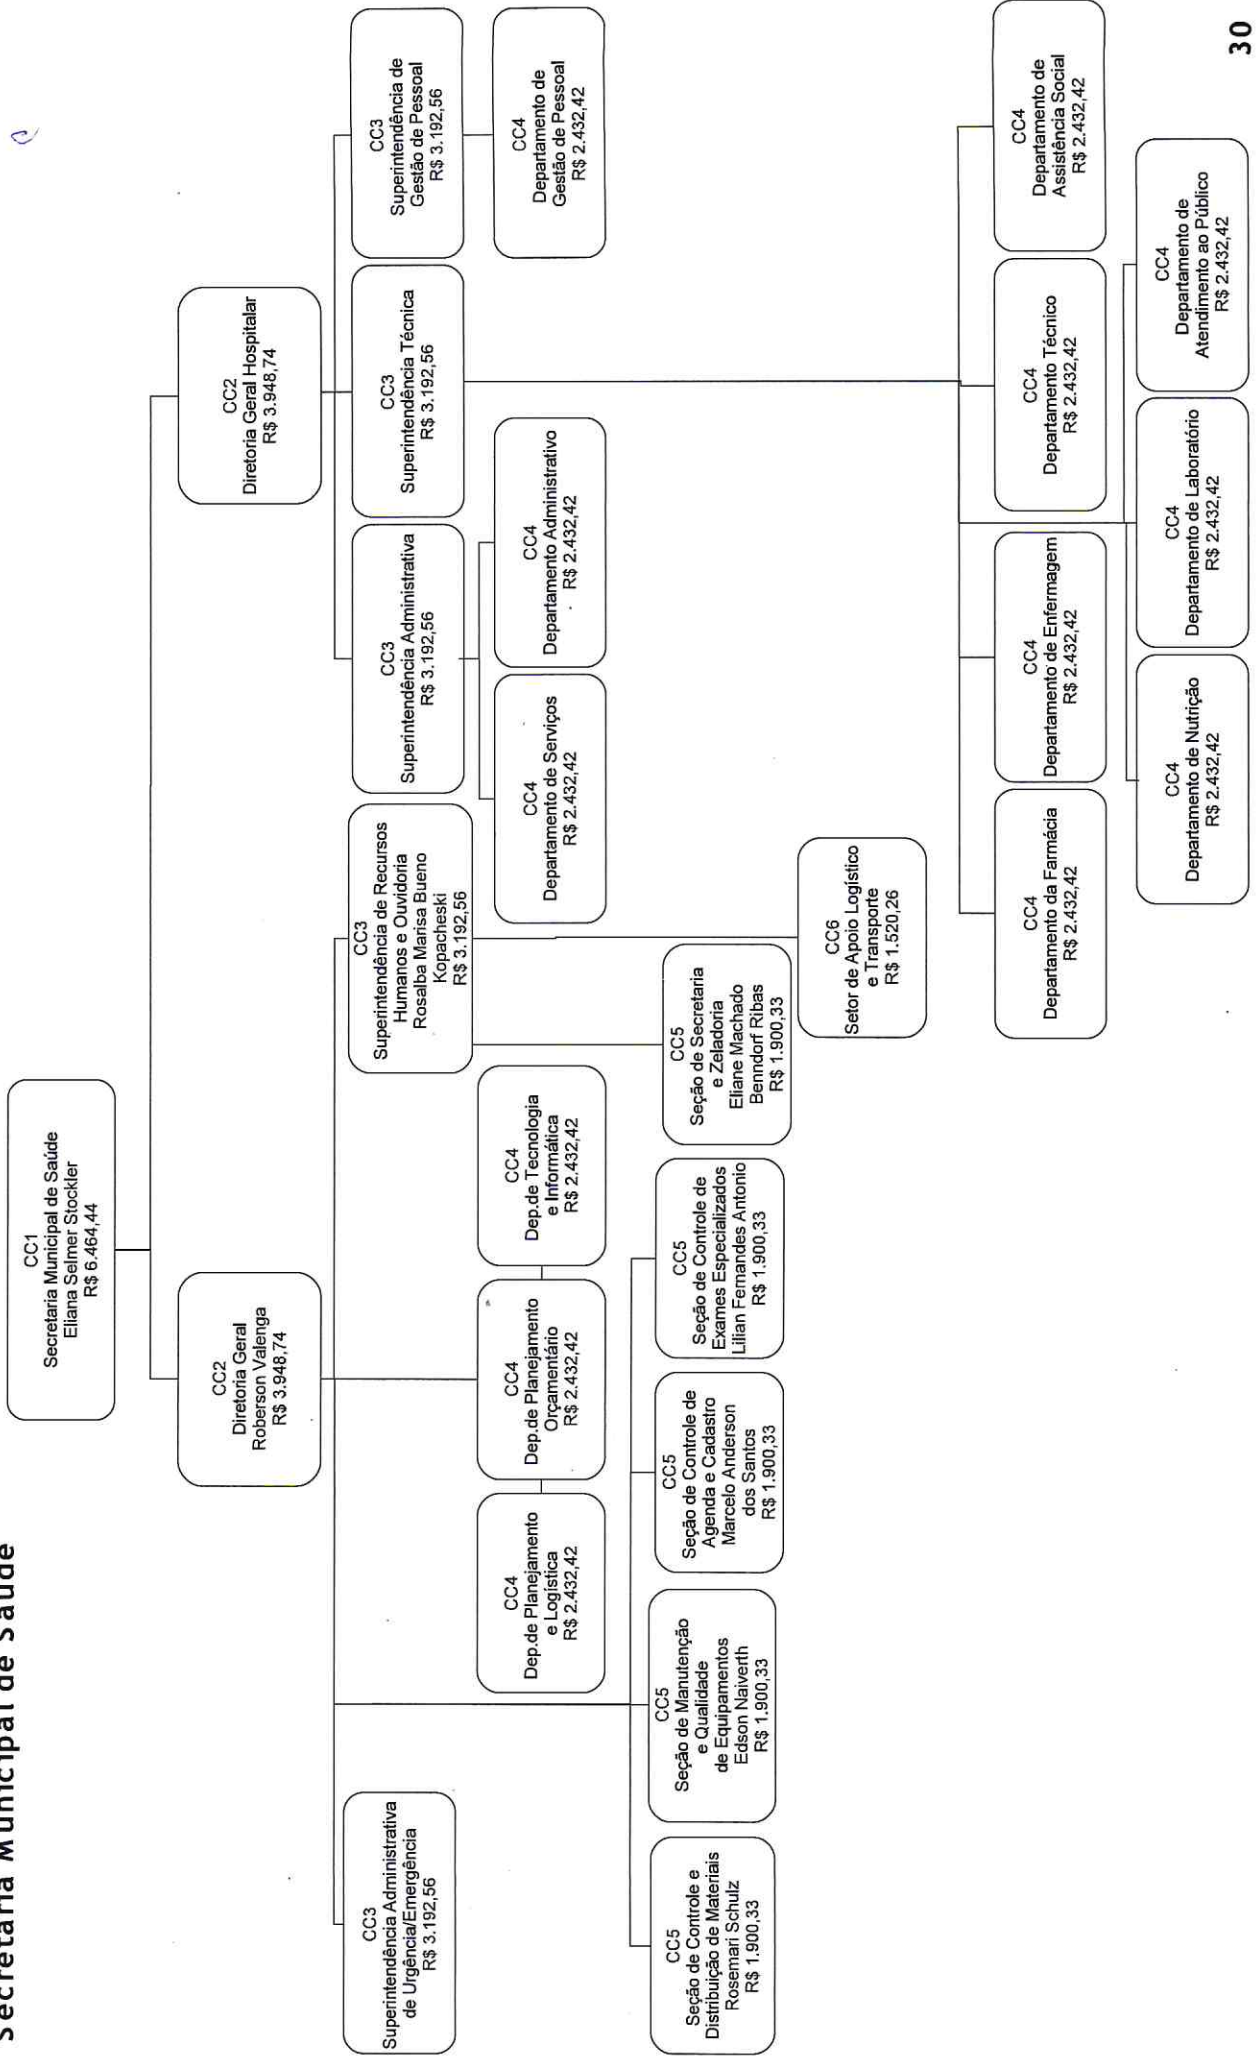 Secretaria Municipal de Saúde
CC1
Secretaria Municipal de Saúde
Eliana Selmer Stockler
R$ 6.464,44
CC2
Diretoria Geral
Roberson Valenga
R$ 3.948,74
CC2
Diretoria Geral Hospitalar
R$ 3.948,74
CC3
Superintendência Administrativa
de Urgência/Emergência
R$ 3.192,56
CC3
Superintendência de Recursos
Humanos e Ouvidoria
Rosalba Marisa Bueno
Kopacheski
R$ 3.192,56
CC3
Superintendência Administrativa
R$ 3.192,56
CC3
Superintendência Técnica
R$ 3.192,56
CC3
Superintendência de
Gestão de Pessoal
R$ 3.192,56
CC4
Dep.de Planejamento
e Logística
R$ 2.432,42
CC4
Dep.de Planejamento
Orçamentário
R$ 2.432,42
CC4
Dep.de Tecnologia
e Informática
R$ 2.432,42
CC4
Departamento de Serviços
R$ 2.432,42
CC4
Departamento Administrativo
R$ 2.432,42
CC4
Departamento de
Gestão de Pessoal
R$ 2.432,42
CC5
Seção de Controle e
Distribuição de Materiais
Rosemari Schulz
R$ 1.900,33
CC5
Seção de Manutenção
e Qualidade
de Equipamentos
Edson Naiverth
R$ 1.900,33
CC5
Seção de Controle de
Agenda e Cadastro
Marcelo Anderson
dos Santos
R$ 1.900,33
CC5
Seção de Controle de
Exames Especializados
Lilian Fernandes Antonio
R$ 1.900,33
CC5
Seção de Secretaria
e Zeladoria
Eliane Machado
Benndorf Ribas
R$ 1.900,33
CC6
Setor de Apoio Logístico
e Transporte
R$ 1.520,26
CC4
Departamento da Farmácia
R$ 2.432,42
CC4
Departamento de Enfermagem
R$ 2.432,42
CC4
Departamento Técnico
R$ 2.432,42
CC4
Departamento de
Assistência Social
R$ 2.432,42
CC4
Departamento de Nutrição
R$ 2.432,42
CC4
Departamento de Laboratório
R$ 2.432,42
CC4
Departamento de
Atendimento ao Público
R$ 2.432,42
30